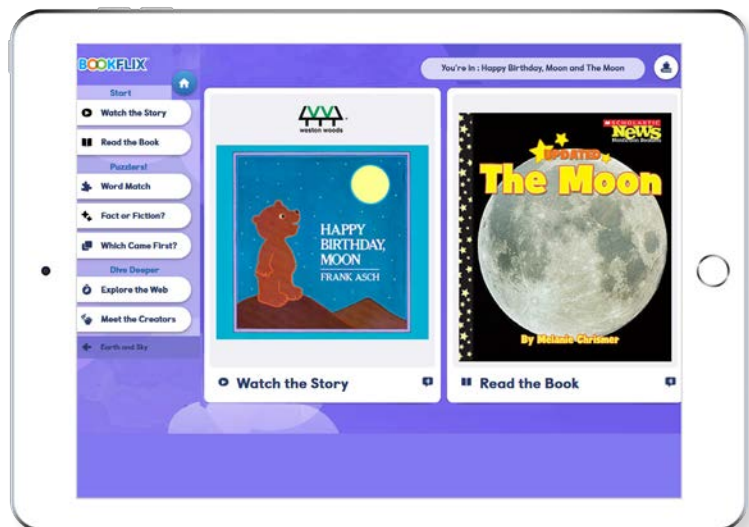 BOOKFLIX
You're in : Happy Birthday, Moon and The Moon
Start
Watch the Story
Read the Book
Puzzlers!
Word Match
Fact or Fiction?
Which Came First?
Dive Deeper
Explore the Web
Meet the Creators
Earth and Sky
weston woods
HAPPY
BIRTHDAY,
MOON
FRANK ASCH
Watch the Story
SCHOLASTIC
NeWS
Nonfiction Readers
UPDATED
The Moon
By Melanie Chrismer
Read the Book